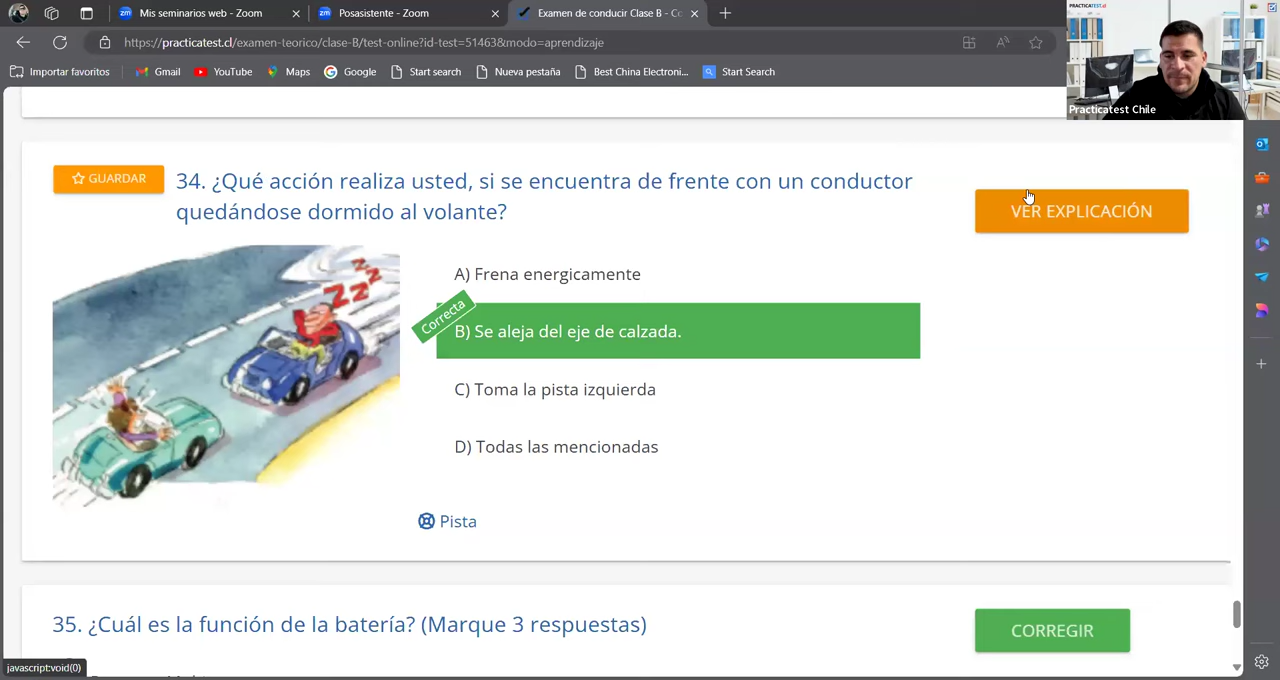 Mis seminarios web - Zoom
Posasistente - Zoom
Examen de conducir Clase B - Co
https://practicatest.cl/examen-teorico/clase-B/test-online?id-test=51463&modo=aprendizaje
Importar favoritos
Gmail
YouTube
Maps
Google
Start search
Nueva pestaña
Best China Electroni...
Start Search
PRACTICATEST.cl
Practicatest Chile
GUARDAR
34. ¿Qué acción realiza usted, si se encuentra de frente con un conductor
quedándose dormido al volante?
VER EXPLICACIÓN
zzZZ
A) Frena energicamente
Correcta
B) Se aleja del eje de calzada.
C) Toma la pista izquierda
D) Todas las mencionadas
Pista
35. ¿Cuál es la función de la batería? (Marque 3 respuestas)
CORREGIR
javascript:void(0)